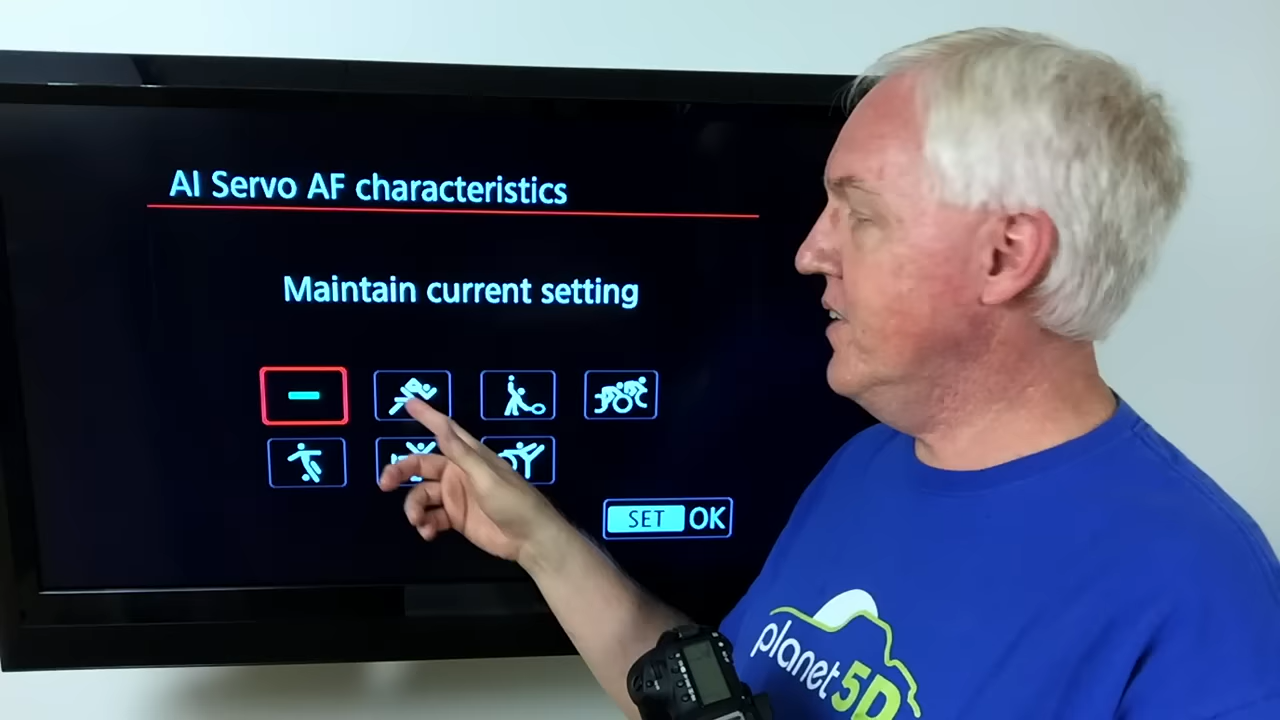 AI Servo AF characteristics
Maintain current setting
SET OK
planet5D